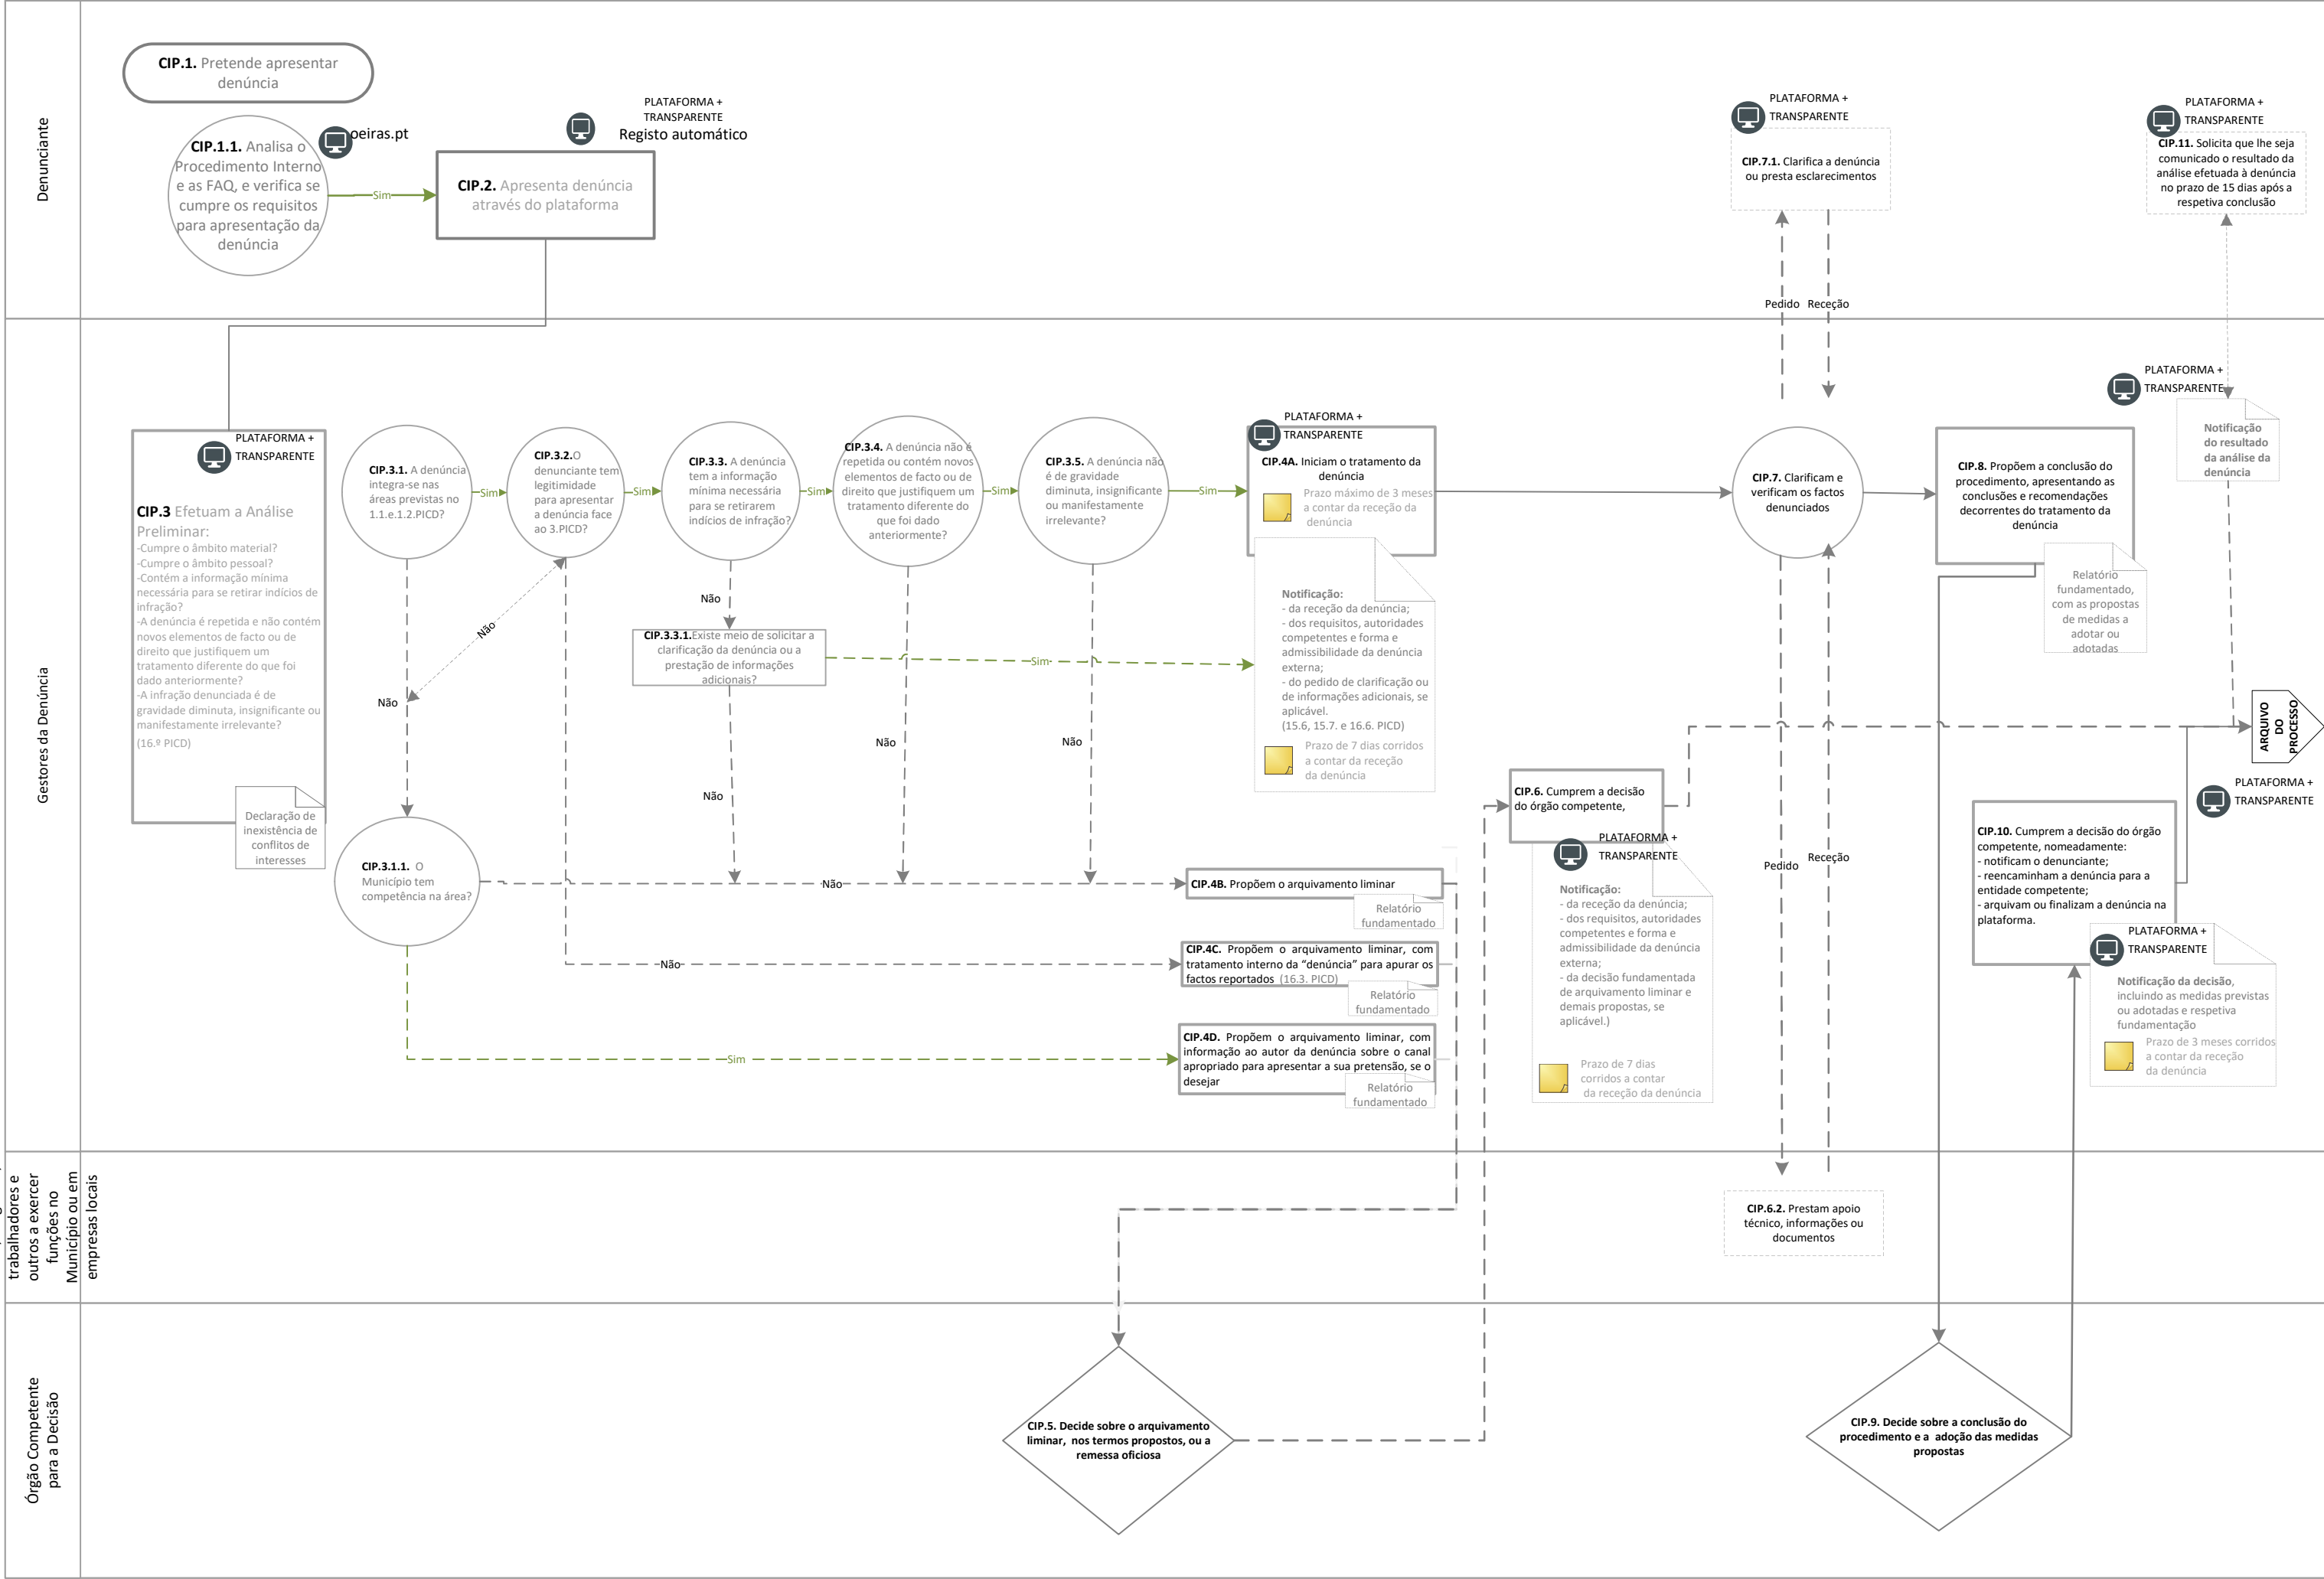 Denunciante
CIP.1. Pretende apresentar
denúncia
CIP.1.1. Analisa o
Procedimento Interno
e as FAQ, e verifica se
cumpre os requisitos
para apresentação da
denúncia
oeiras.pt
Sim
PLATAFORMA +
TRANSPARENTE
Registo automático
CIP.2. Apresenta denúncia
através do plataforma
PLATAFORMA +
TRANSPARENTE
CIP.7.1. Clarifica a denúncia
ou presta esclarecimentos
Pedido
Receção
PLATAFORMA +
TRANSPARENTE
CIP.11. Solicita que lhe seja
comunicado o resultado da
análise efetuada à denúncia
no prazo de 15 dias após a
respetiva conclusão
Gestores da Denúncia
PLATAFORMA +
TRANSPARENTE
CIP.3 Efetuam a Análise
Preliminar:
-Cumpre o âmbito material?
-Cumpre o âmbito pessoal?
-Contém a informação mínima
necessária para se retirar indícios de
infração?
-A denúncia é repetida e não contém
novos elementos de facto ou de
direito que justifiquem um
tratamento diferente do que foi
dado anteriormente?
-A infração denunciada é de
gravidade diminuta, insignificante ou
manifestamente irrelevante?
(16.º PICD)
Declaração de
inexistência de
conflitos de
interesses
CIP.3.1. A denúncia
integra-se nas
áreas previstas no
1.1.e.1.2.PICD?
Sim
CIP.3.2.O
denunciante tem
legitimidade
para apresentar
a denúncia face
ao 3.PICD?
Sim
CIP.3.3. A denúncia
tem a informação
mínima necessária
para se retirarem
indícios de infração?
Sim
CIP.3.4. A denúncia não é
repetida ou contém novos
elementos de facto ou de
direito que justifiquem um
tratamento diferente do
que foi dado
anteriormente?
Sim
CIP.3.5. A denúncia não
é de gravidade
diminuta, insignificante
ou manifestamente
irrelevante?
Sim
PLATAFORMA +
TRANSPARENTE
CIP.4A. Iniciam o tratamento da
denúncia
Prazo máximo de 3 meses
a contar da receção da
denúncia
Notificação:
- da receção da denúncia;
- dos requisitos, autoridades
competentes e forma e
admissibilidade da denúncia
externa;
- do pedido de clarificação ou
de informações adicionais, se
aplicável.
(15.6, 15.7. e 16.6. PICD)
Prazo de 7 dias corridos
a contar da receção
da denúncia
Não
Não
Não
CIP.3.3.1.Existe meio de solicitar a
clarificação da denúncia ou a
prestação de informações
adicionais?
Sim
Não
Não
Não
CIP.3.1.1. O
Município tem
competência na área?
Não
Não
Sim
CIP.4B. Propõem o arquivamento liminar
Relatório
fundamentado
CIP.4C. Propõem o arquivamento liminar, com
tratamento interno da “denúncia” para apurar os
factos reportados (16.3. PICD)
Relatório
fundamentado
CIP.4D. Propõem o arquivamento liminar, com
informação ao autor da denúncia sobre o canal
apropriado para apresentar a sua pretensão, se o
desejar
Relatório
fundamentado
CIP.6. Cumprem a decisão
do órgão competente,
PLATAFORMA +
TRANSPARENTE
Notificação:
- da receção da denúncia;
- dos requisitos, autoridades
competentes e forma e
admissibilidade da denúncia
externa;
- da decisão fundamentada
de arquivamento liminar e
demais propostas, se
aplicável.)
Prazo de 7 dias
corridos a contar
da receção da denúncia
CIP.7. Clarificam e
verificam os factos
denunciados
Pedido
Receção
CIP.8. Propõem a conclusão do
procedimento, apresentando as
conclusões e recomendações
decorrentes do tratamento da
denúncia
Relatório
fundamentado,
com as propostas
de medidas a
adotar ou
adotadas
PLATAFORMA +
TRANSPARENTE
Notificação
do resultado
da análise da
denúncia
ARQUIVO
DO
PROCESSO
PLATAFORMA +
TRANSPARENTE
CIP.10. Cumprem a decisão do órgão
competente, nomeadamente:
- notificam o denunciante;
- reencaminham a denúncia para a
entidade competente;
- arquivam ou finalizam a denúncia na
plataforma.
PLATAFORMA +
TRANSPARENTE
Notificação da decisão,
incluindo as medidas previstas
ou adotadas e respetiva
fundamentação
Prazo de 3 meses corridos
a contar da receção
da denúncia
trabalhadores e
outros a exercer
funções no
Município ou em
empresas locais
CIP.6.2. Prestam apoio
técnico, informações ou
documentos
Órgão Competente
para a Decisão
CIP.5. Decide sobre o arquivamento
liminar, nos termos propostos, ou a
remessa oficiosa
CIP.9. Decide sobre a conclusão do
procedimento e a adoção das medidas
propostas